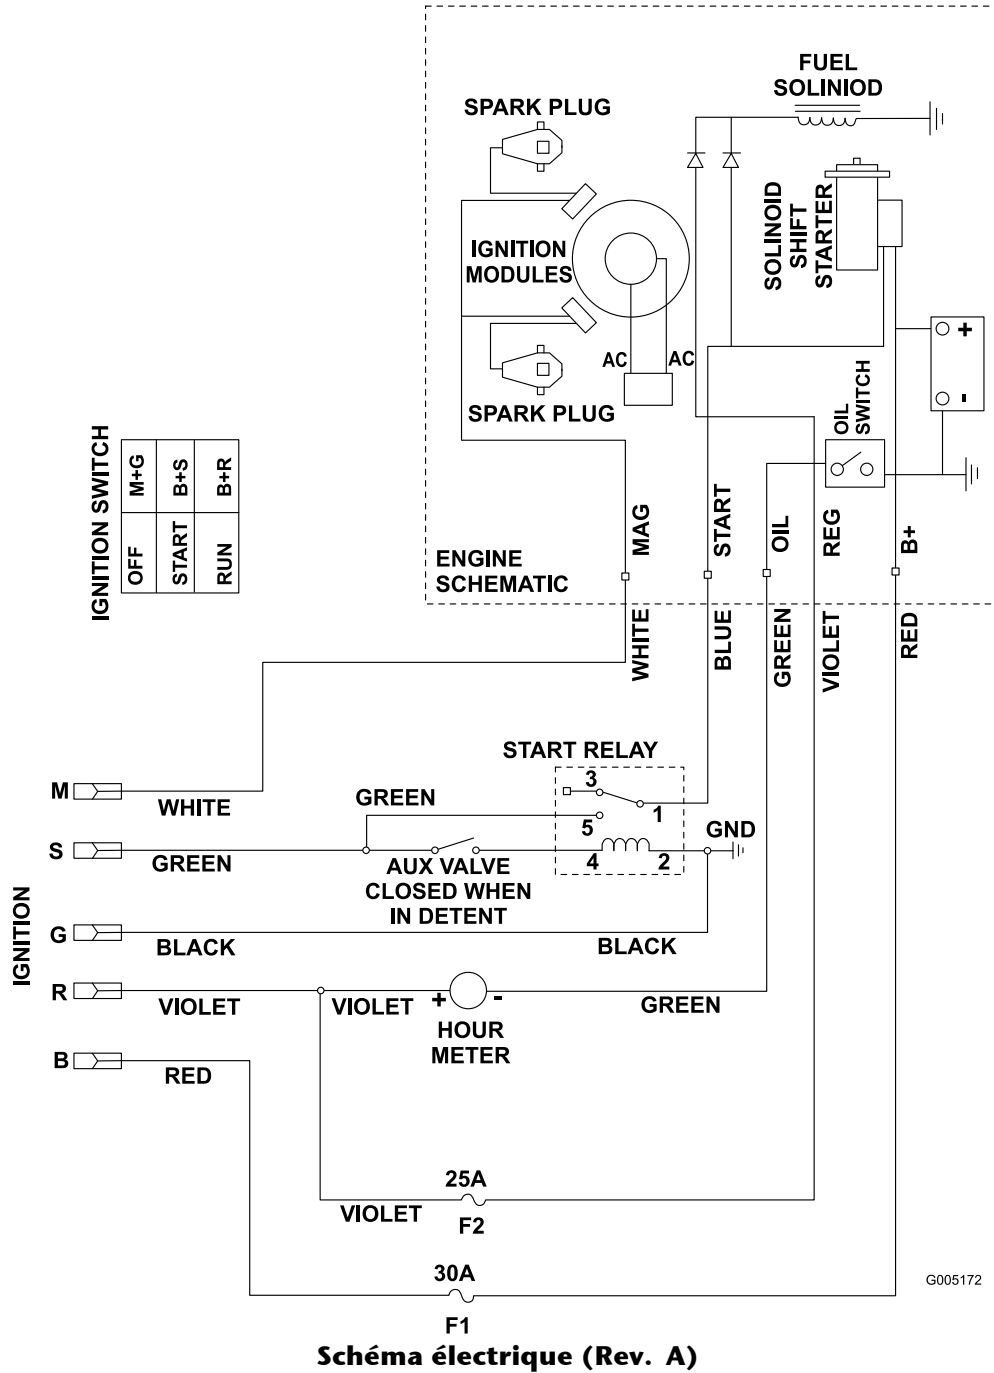 FUEL
SOLINIOD
SPARK PLUG
SOLINOID
SHIFT
STARTER
IGNITION
MODULES
+
-
AC
AC
SPARK PLUG
OIL
SWITCH
IGNITION SWITCH
OFF M+G
START B+S
RUN B+R
MAG
START
OIL
REG
B+
ENGINE
SCHEMATIC
WHITE
BLUE
GREEN
VIOLET
RED
START RELAY
M
WHITE
GREEN
3
1
5
GND
S
GREEN
AUX VALVE
CLOSED WHEN
IN DETENT
4
2
IGNITION
G
BLACK
BLACK
R
VIOLET
VIOLET
+
-
GREEN
HOUR
METER
B
RED
25A
VIOLET
F2
30A
F1
G005172
Schéma électrique (Rev. A)